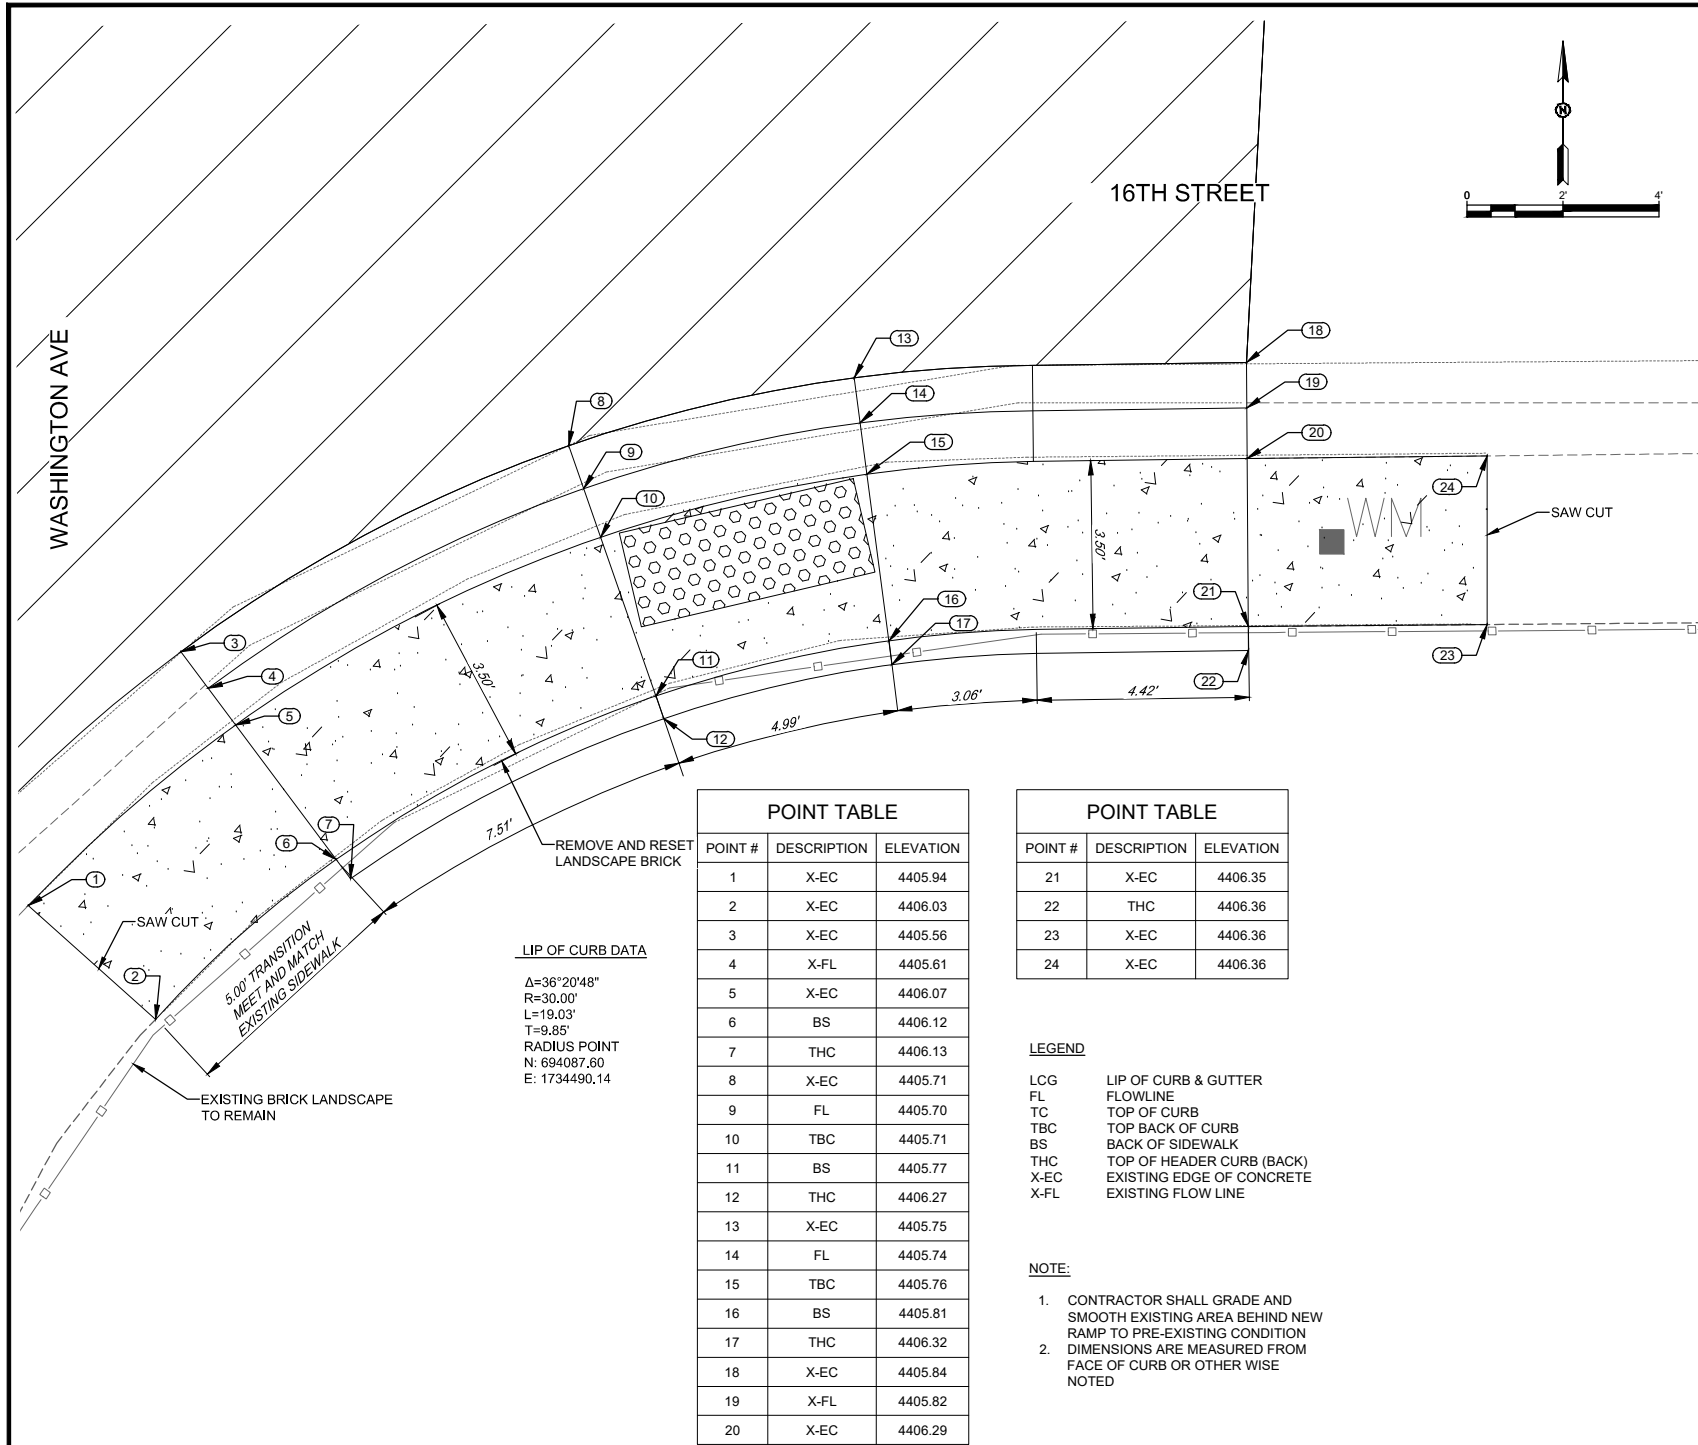 16TH STREET
WASHINGTON AVE
N
0 2' 4'
18
13
19
8
14
20
9
15
10
24
SAW CUT
WM
3.50'
21
16
3
17
4
11
23
3.50'
22
5
3.06'
4.42'
4.99'
12
7
7.51'
6
REMOVE AND RESET
LANDSCAPE BRICK
1
SAW CUT
2
5.00' TRANSITION
MEET AND MATCH
EXISTING SIDEWALK
EXISTING BRICK LANDSCAPE
TO REMAIN
LIP OF CURB DATA
Δ=36°20'48"
R=30.00'
L=19.03'
T=9.85'
RADIUS POINT
N: 694087.60
E: 1734490.14
POINT TABLE
POINT # DESCRIPTION ELEVATION
1 X-EC 4405.94
2 X-EC 4406.03
3 X-EC 4405.56
4 X-FL 4405.61
5 X-EC 4406.07
6 BS 4406.12
7 THC 4406.13
8 X-EC 4405.71
9 FL 4405.70
10 TBC 4405.71
11 BS 4405.77
12 THC 4406.27
13 X-EC 4405.75
14 FL 4405.74
15 TBC 4405.76
16 BS 4405.81
17 THC 4406.32
18 X-EC 4405.84
19 X-FL 4405.82
20 X-EC 4406.29
POINT TABLE
POINT # DESCRIPTION ELEVATION
21 X-EC 4406.35
22 THC 4406.36
23 X-EC 4406.36
24 X-EC 4406.36
LEGEND
LCG LIP OF CURB & GUTTER
FL FLOWLINE
TC TOP OF CURB
TBC TOP BACK OF CURB
BS BACK OF SIDEWALK
THC TOP OF HEADER CURB (BACK)
X-EC EXISTING EDGE OF CONCRETE
X-FL EXISTING FLOW LINE
NOTE:
1. CONTRACTOR SHALL GRADE AND
SMOOTH EXISTING AREA BEHIND NEW
RAMP TO PRE-EXISTING CONDITION
2. DIMENSIONS ARE MEASURED FROM
FACE OF CURB OR OTHER WISE
NOTED